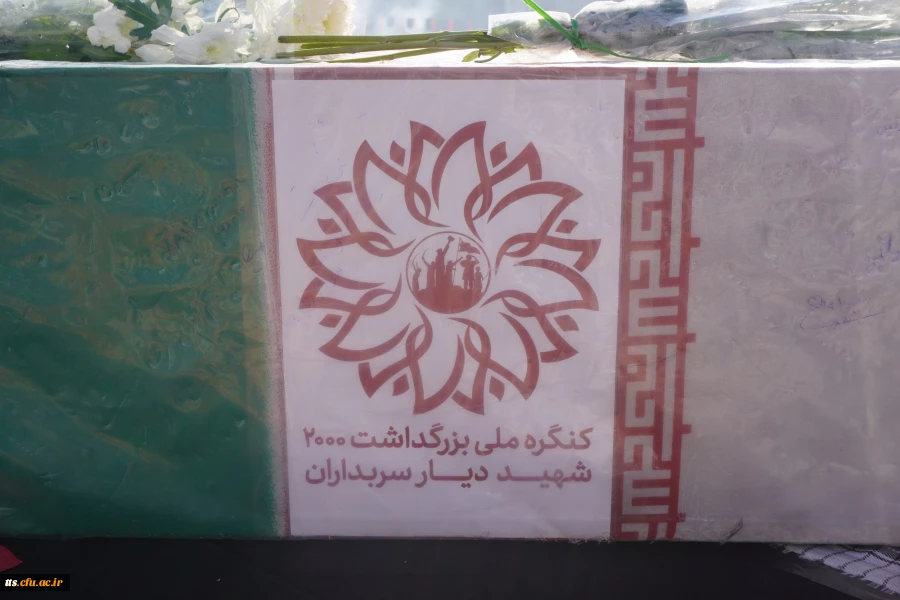 کنگره ملی بزرگداشت ۲۰۰۰
شهید دیار سربداران
tts.cfu.ac.ir